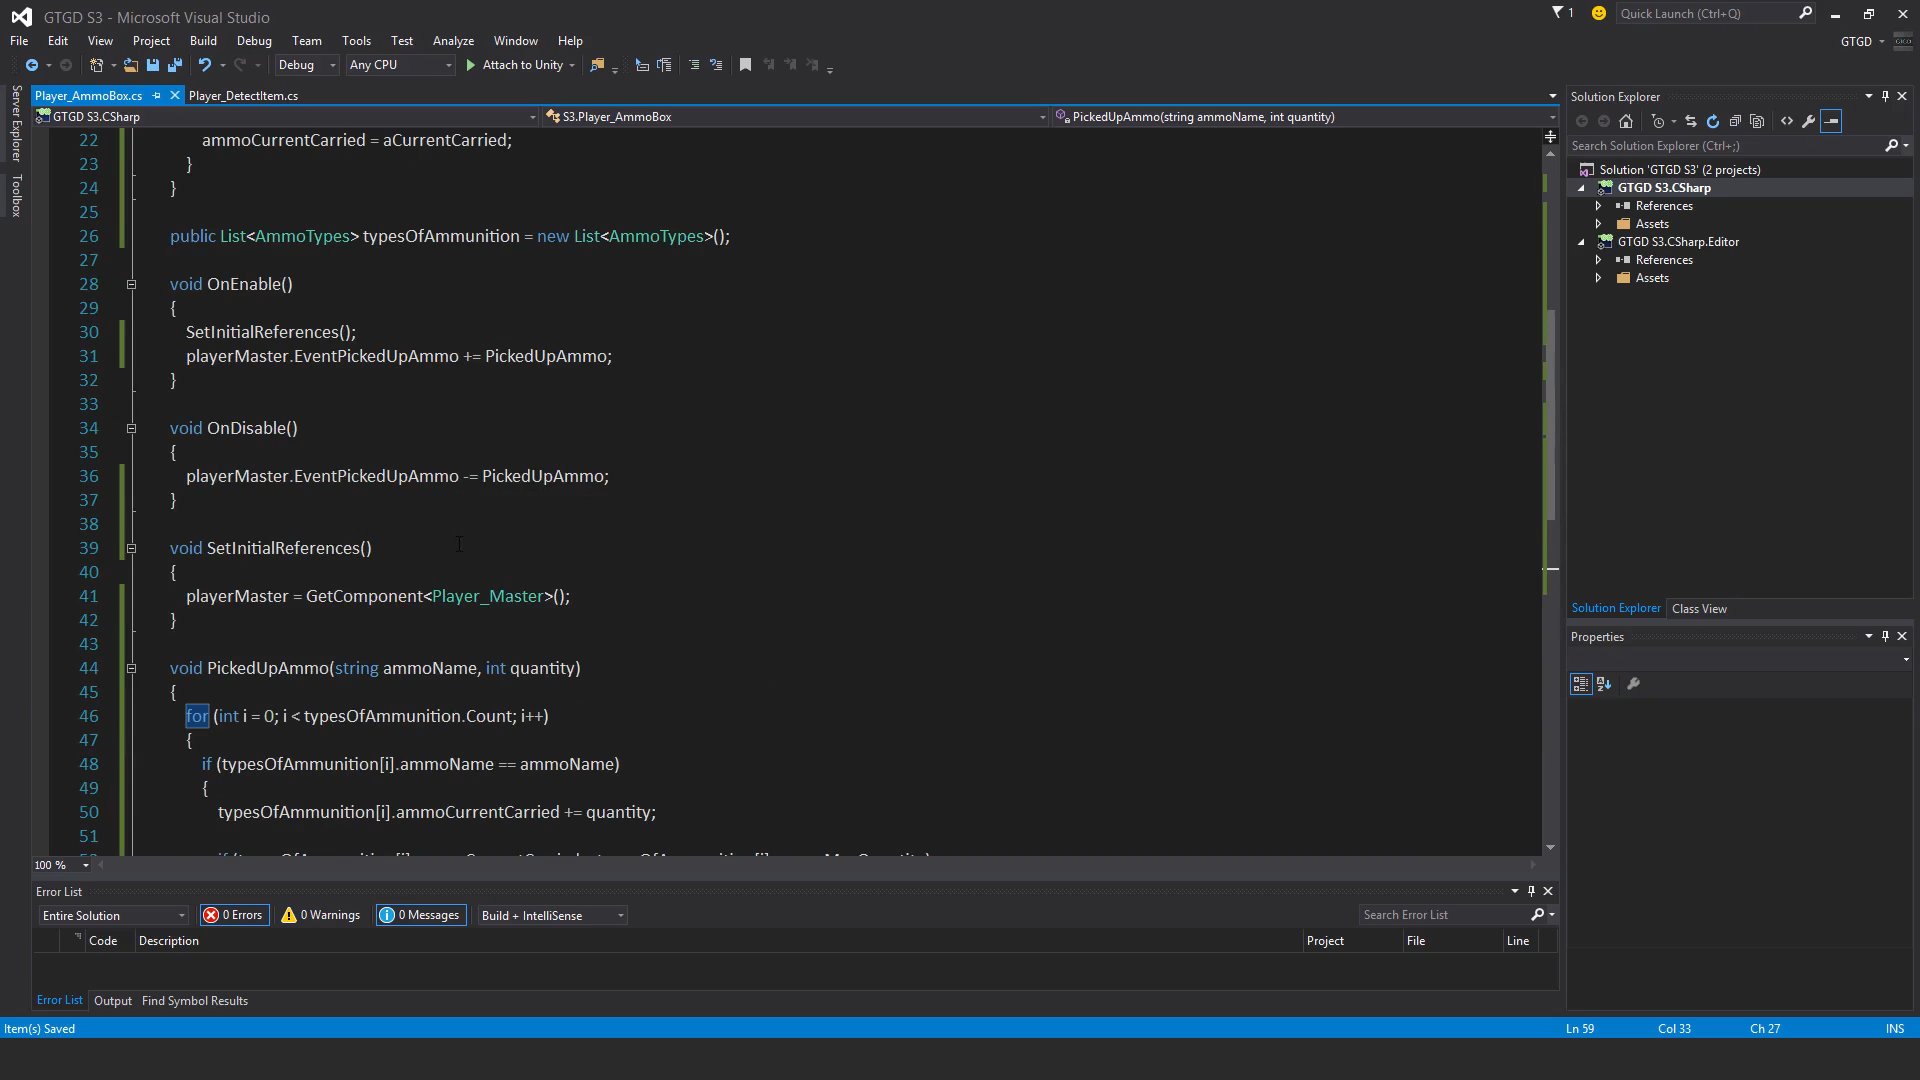 GTGD S3 - Microsoft Visual Studio
1
Quick Launch (Ctrl+Q)
File Edit View Project Build Debug Team Tools Test Analyze Window Help
GTGD
Debug Any CPU Attach to Unity
Server Explorer
Toolbox
Player_AmmoBox.cs Player_DetectItem.cs
GTGD S3.CSharp S3.Player_AmmoBox PickedUpAmmo(string ammoName, int quantity)
22 ammoCurrentCarried = aCurrentCarried;
23 }
24 }
25
26 public List<AmmoTypes> typesOfAmmunition = new List<AmmoTypes>();
27
28 void OnEnable()
29 {
30 SetInitialReferences();
31 playerMaster.EventPickedUpAmmo += PickedUpAmmo;
32 }
33
34 void OnDisable()
35 {
36 playerMaster.EventPickedUpAmmo -= PickedUpAmmo;
37 }
38
39 void SetInitialReferences()
40 {
41 playerMaster = GetComponent<Player_Master>();
42 }
43
44 void PickedUpAmmo(string ammoName, int quantity)
45 {
46 for (int i = 0; i < typesOfAmmunition.Count; i++)
47 {
48 if (typesOfAmmunition[i].ammoName == ammoName)
49 {
50 typesOfAmmunition[i].ammoCurrentCarried += quantity;
51
100 %
Solution Explorer
Search Solution Explorer (Ctrl+;)
Solution 'GTGD S3' (2 projects)
GTGD S3.CSharp
References
Assets
GTGD S3.CSharp.Editor
References
Assets
Solution Explorer Class View
Properties
Error List
Entire Solution 0 Errors 0 Warnings 0 Messages Build + IntelliSense Search Error List
Code Description Project File Line
Error List Output Find Symbol Results
Item(s) Saved Ln 59 Col 33 Ch 27 INS